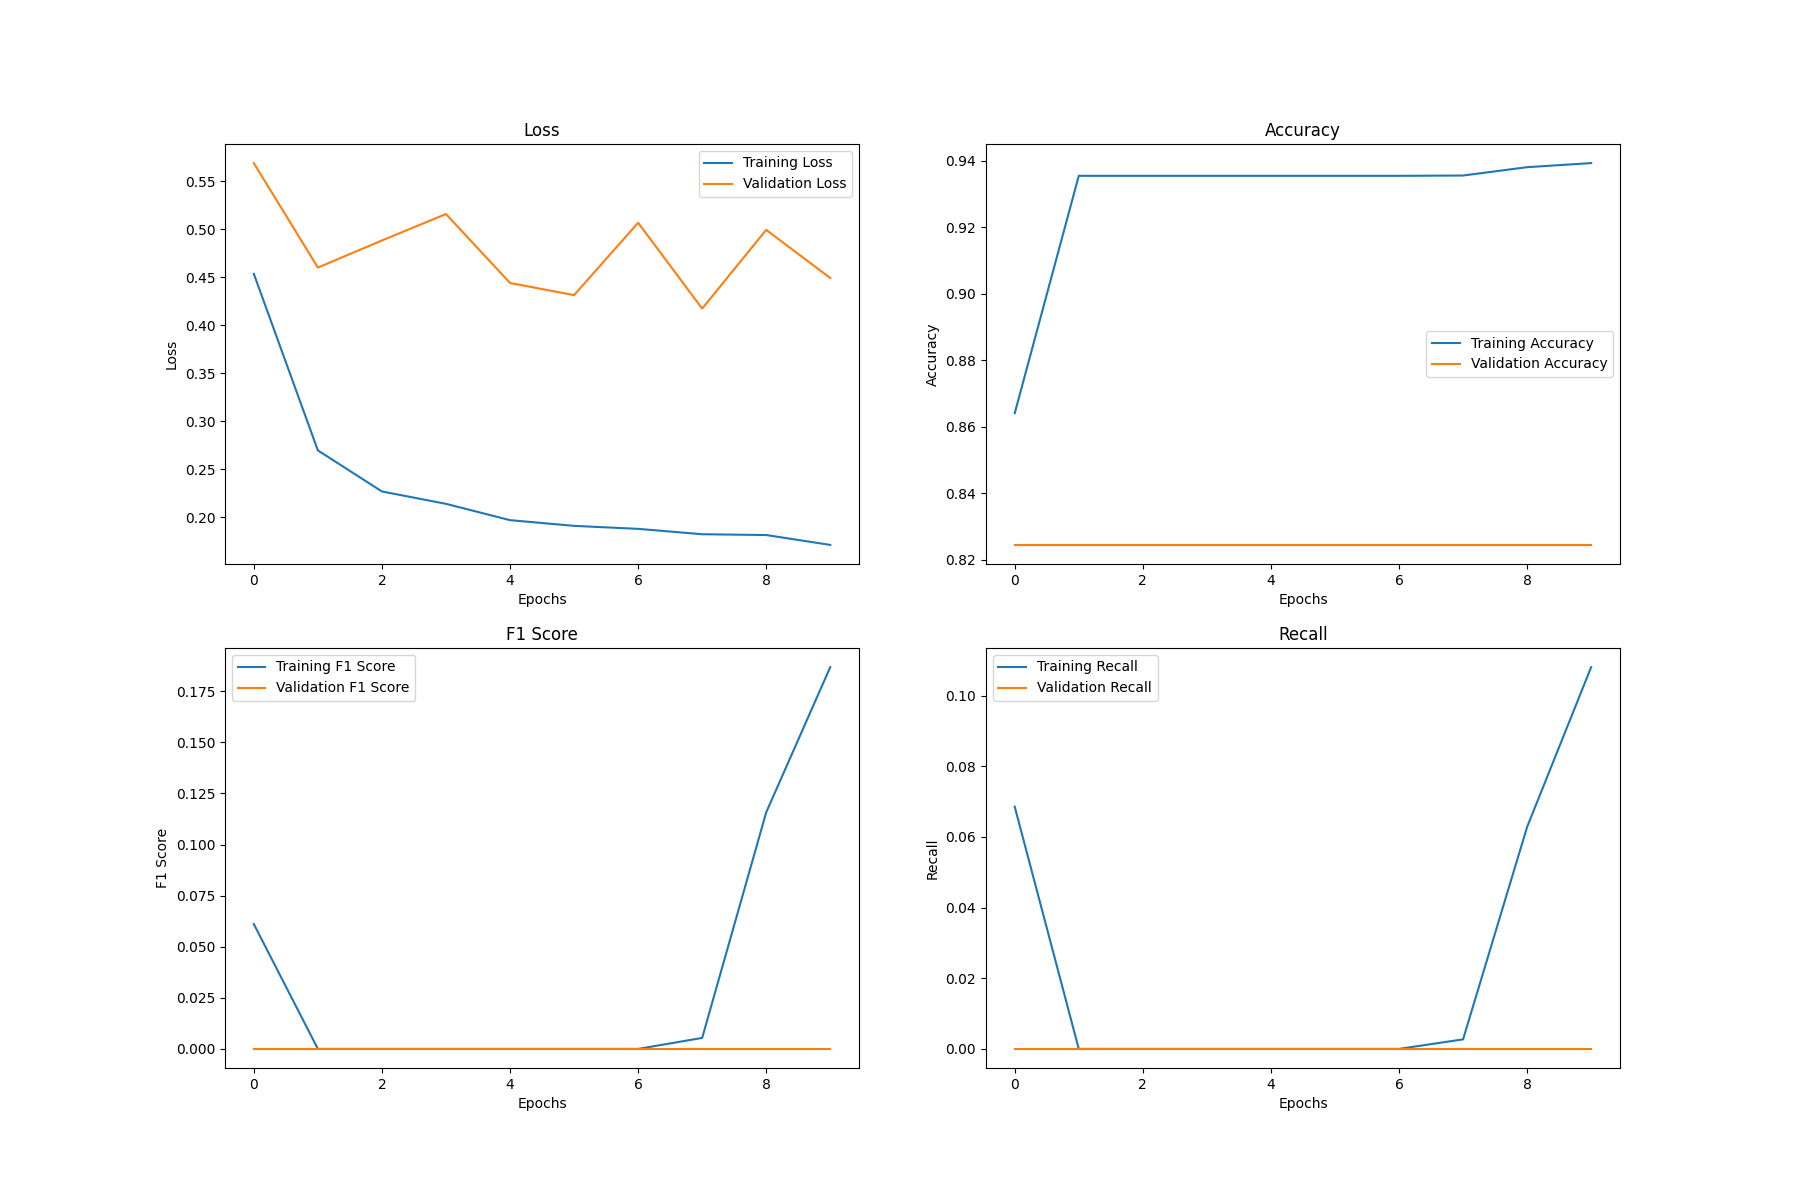 Loss
Training Loss
Validation Loss
0.55
0.50
0.45
0.40
0.35
0.30
0.25
0.20
Loss
0 2 4 6 8
Epochs
Accuracy
Training Accuracy
Validation Accuracy
0.94
0.92
0.90
0.88
0.86
0.84
0.82
Accuracy
0 2 4 6 8
Epochs
F1 Score
Training F1 Score
Validation F1 Score
0.175
0.150
0.125
0.100
0.075
0.050
0.025
0.000
F1 Score
0 2 4 6 8
Epochs
Recall
Training Recall
Validation Recall
0.10
0.08
0.06
0.04
0.02
0.00
Recall
0 2 4 6 8
Epochs